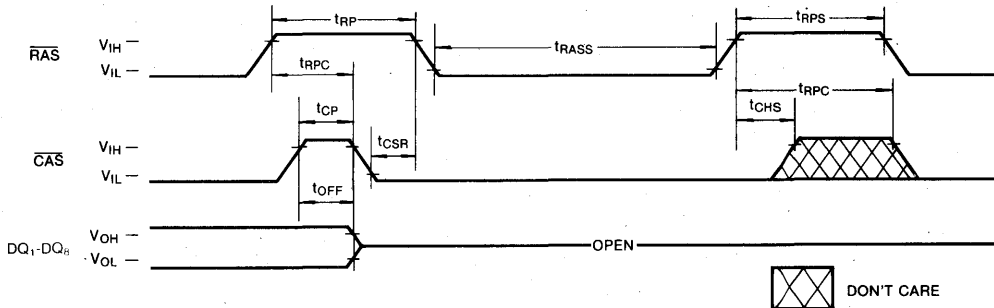 tRP
tRPS
RAS
VIH
VIL
tRASS
tRPC
tRPC
tCP
tCHS
tCSR
CAS
VIH
VIL
tOFF
DQ1-DQ8
VOH
VOL
OPEN
DON'T CARE